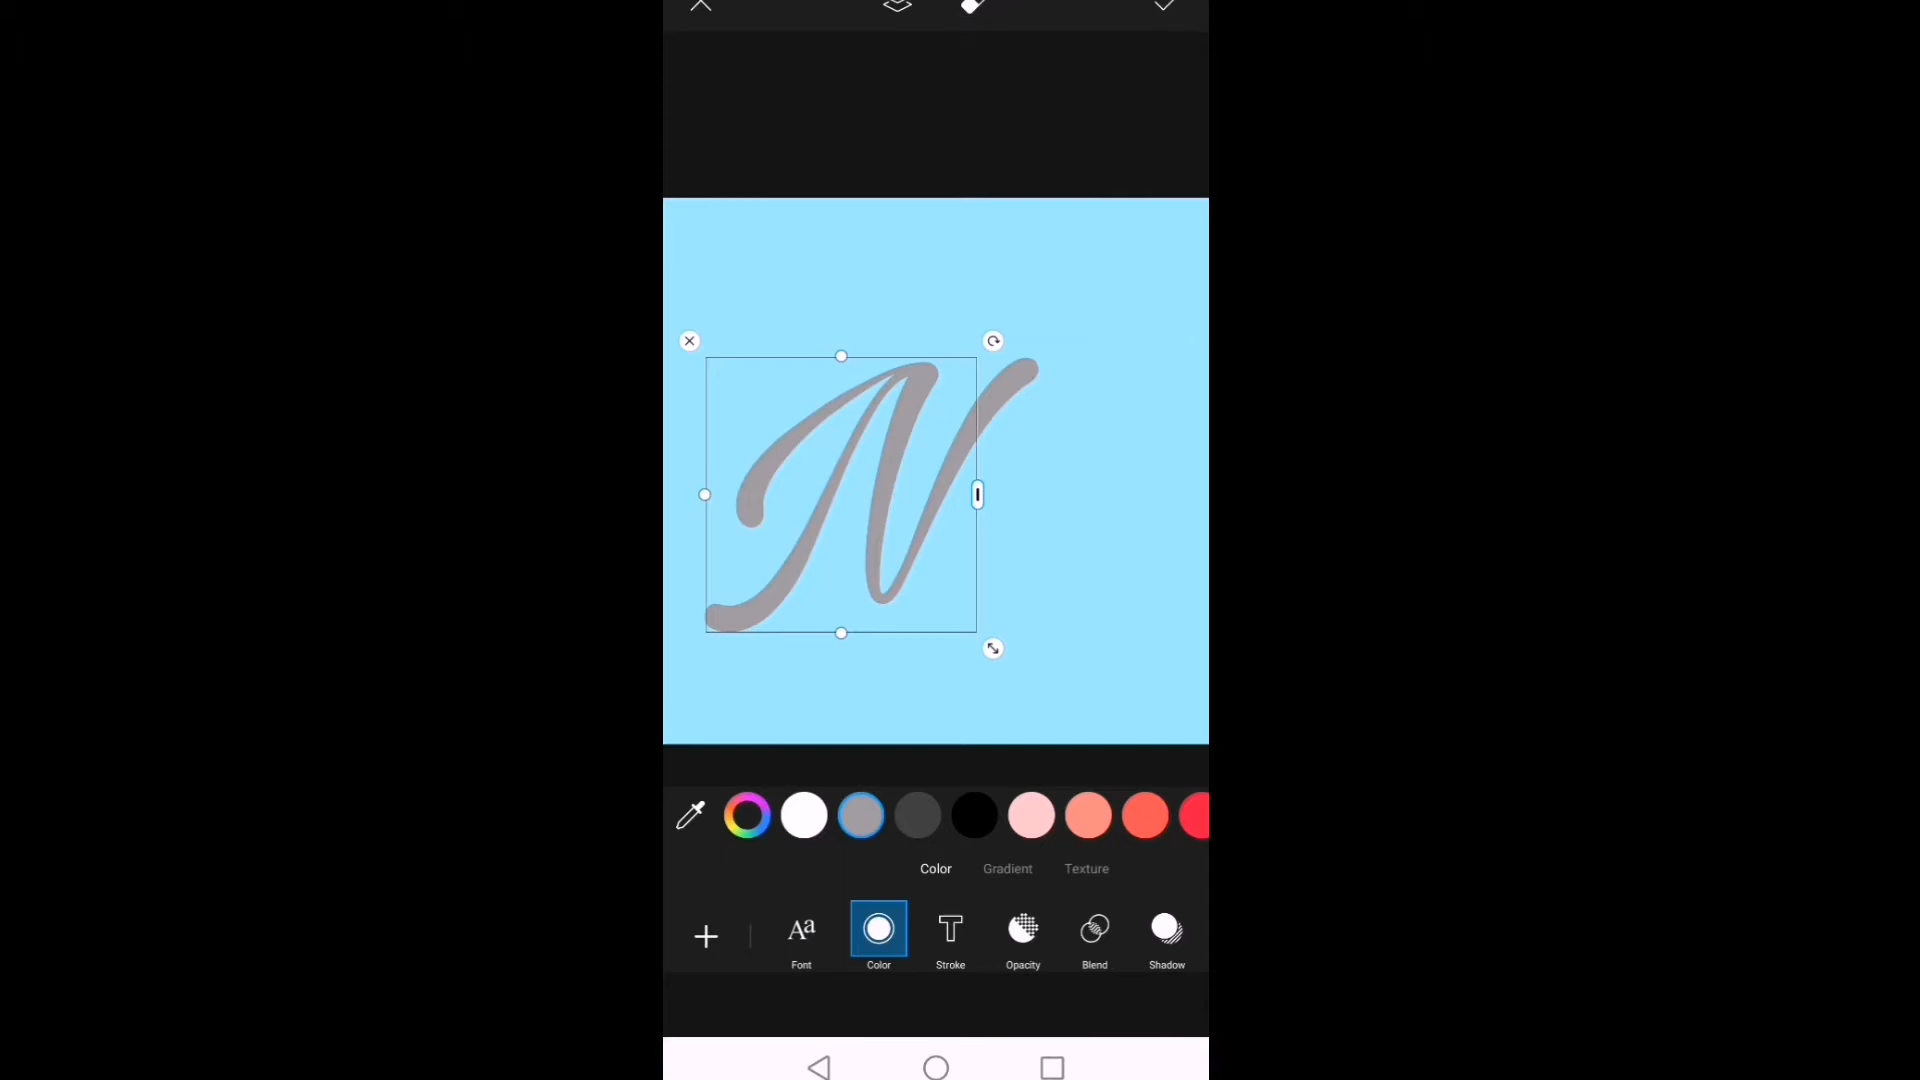 N
Color Gradient Texture
Aa
T
Font Color Stroke Opacity Blend Shadow